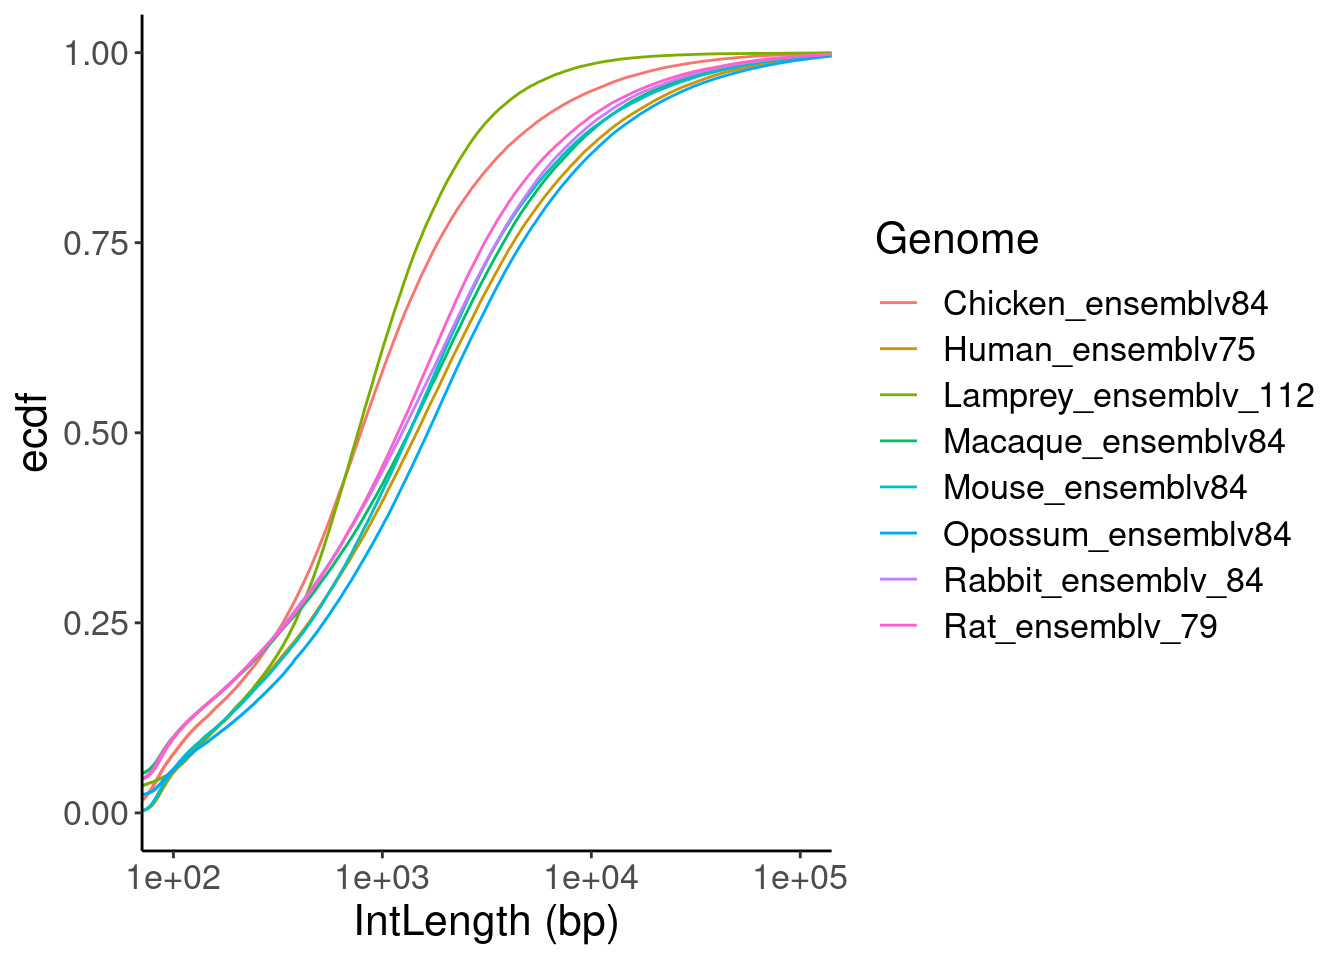 1.00
0.75
0.50
0.25
0.00
ecdf
1e+02 1e+03 1e+04 1e+05
IntLength (bp)
Genome
Chicken_ensemblv84
Human_ensemblv75
Lamprey_ensemblv_112
Macaque_ensemblv84
Mouse_ensemblv84
Opossum_ensemblv84
Rabbit_ensemblv_84
Rat_ensemblv_79